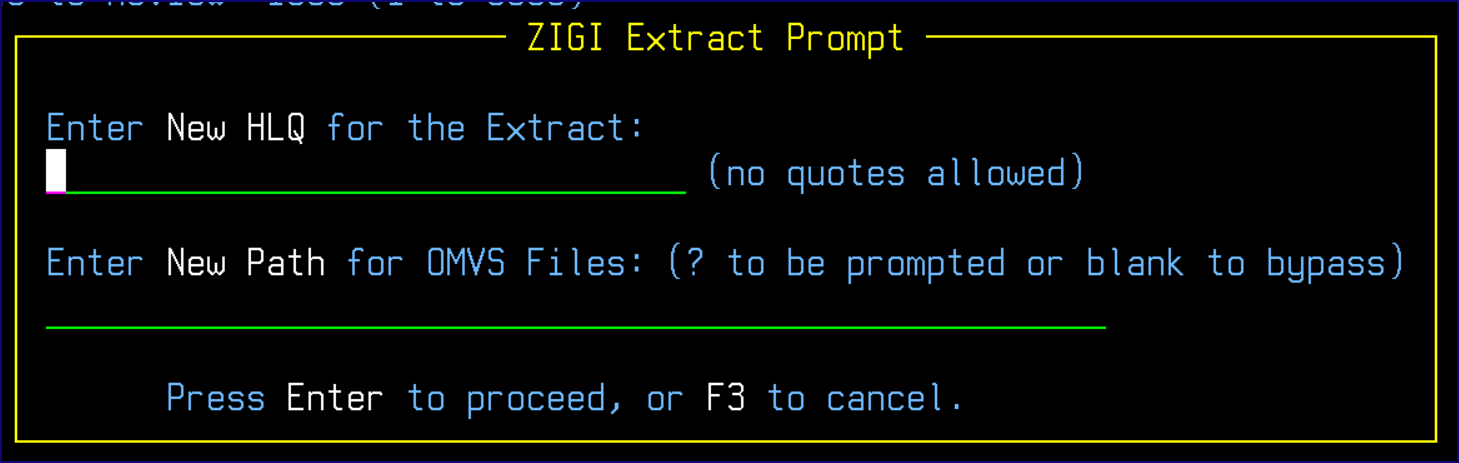 ZIGI Extract Prompt
Enter New HLQ for the Extract:
(no quotes allowed)
Enter New Path for OMVS Files: (? to be prompted or blank to bypass)
Press Enter to proceed, or F3 to cancel.